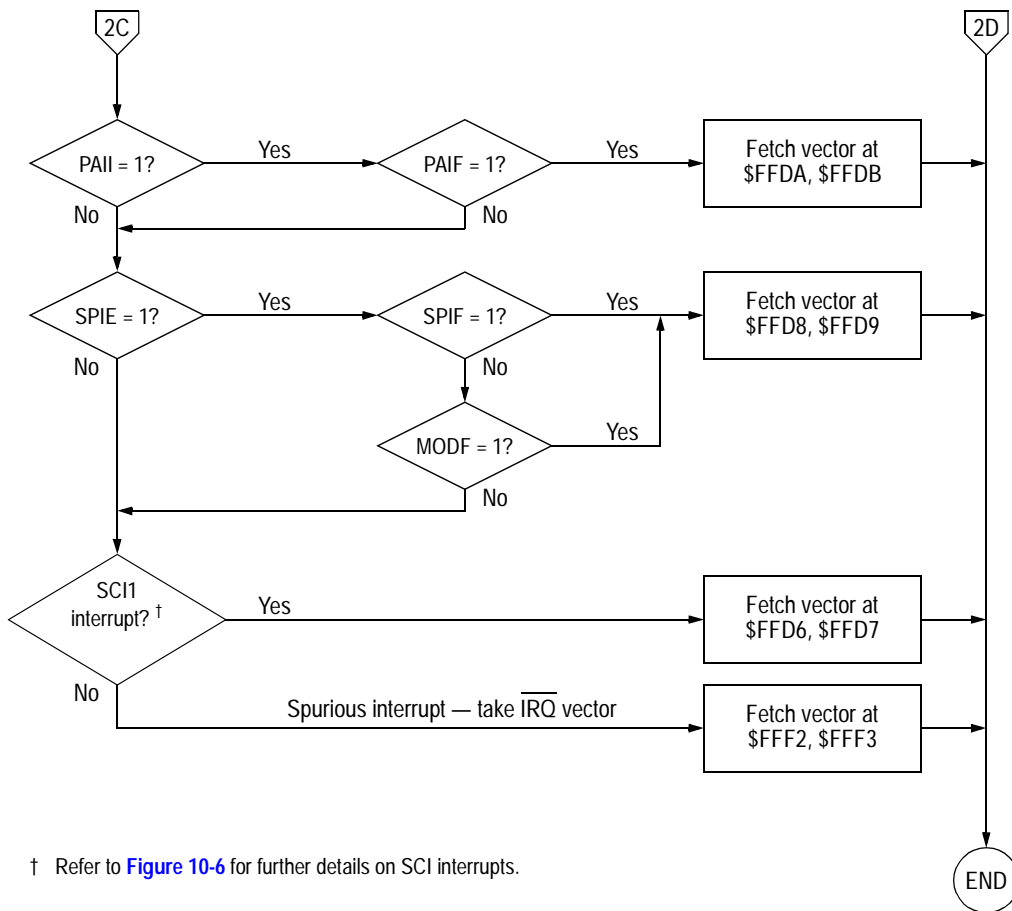 2C
2D
PAII = 1?
Yes
PAIF = 1?
Yes
Fetch vector at
$FFDA, $FFDB
No
No
SPIE = 1?
Yes
SPIF = 1?
Yes
Fetch vector at
$FFD8, $FFD9
No
No
MODF = 1?
Yes
No
SCI1
interrupt? †
Yes
Fetch vector at
$FFD6, $FFD7
No
Spurious interrupt — take I̅R̅Q̅ vector
Fetch vector at
$FFF2, $FFF3
† Refer to Figure 10-6 for further details on SCI interrupts.
END